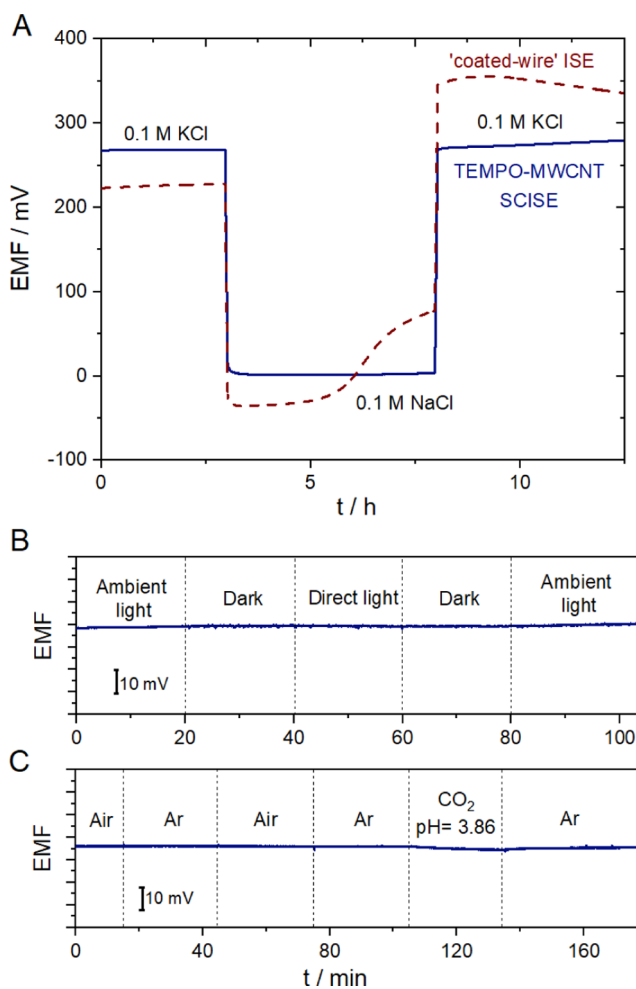 A
400
300
200
100
0
-100
EMF / mV
'coated-wire' ISE
0.1 M KCl
0.1 M KCl
TEMPO-MWCNT
SCISE
0.1 M NaCl
0
5
10
t / h
B
EMF
Ambient
light
Dark
Direct light
Dark
Ambient
light
10 mV
0
20
40
60
80
100
C
EMF
Air
Ar
Air
Ar
CO₂
pH= 3.86
Ar
10 mV
0
40
80
120
160
t / min